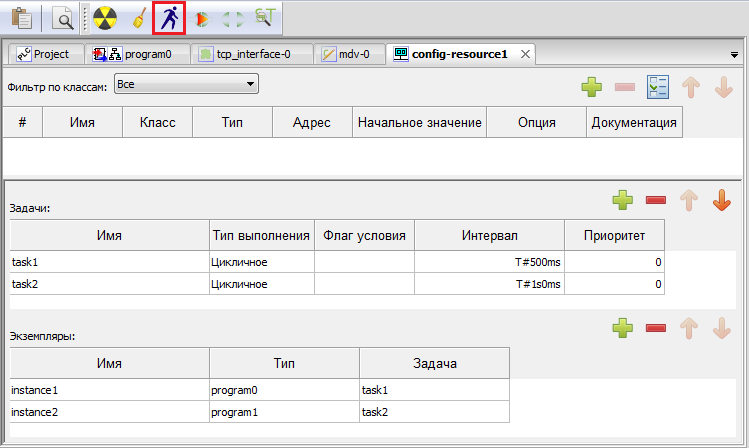 Project program0 tcp_interface-0 mdv-0 config-resource1
Фильтр по классам: Все
# Имя Класс Тип Адрес Начальное значение Опция Документация
Задачи:
Имя Тип выполнения Флаг условия Интервал Приоритет
task1 Цикличное T#500ms 0
task2 Цикличное T#1s0ms 0
Экземпляры:
Имя Тип Задача
instance1 program0 task1
instance2 program1 task2